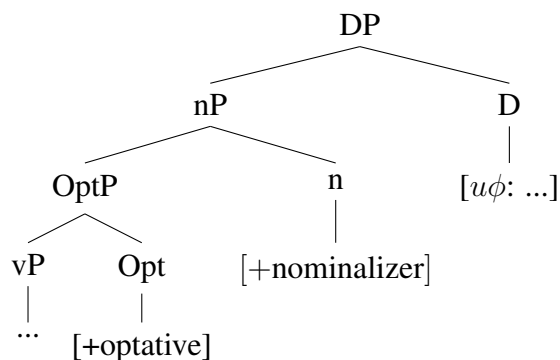 DP
nP D
OptP n [uϕ: ...]
vP Opt [+nominalizer]
... [+optative]